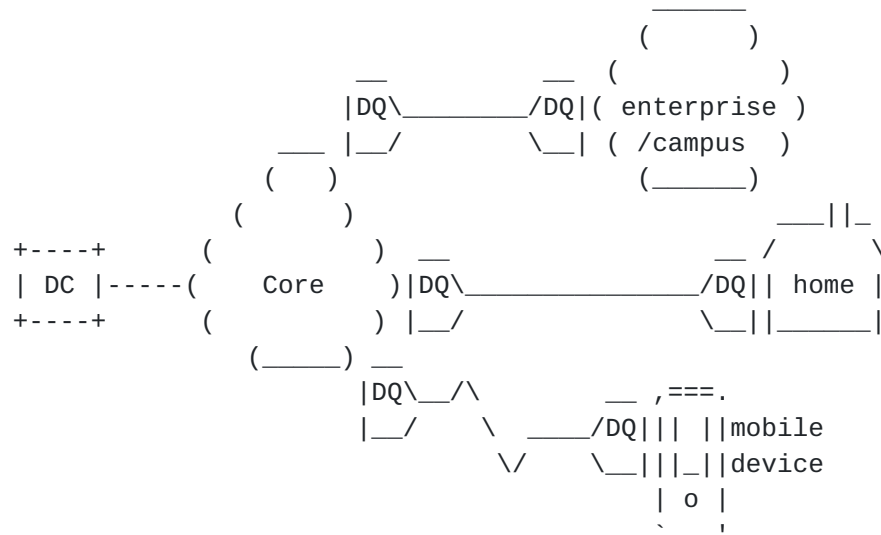 DQ DQ enterprise
/campus
DC Core DQ DQ home
DQ
DQ mobile
device
o